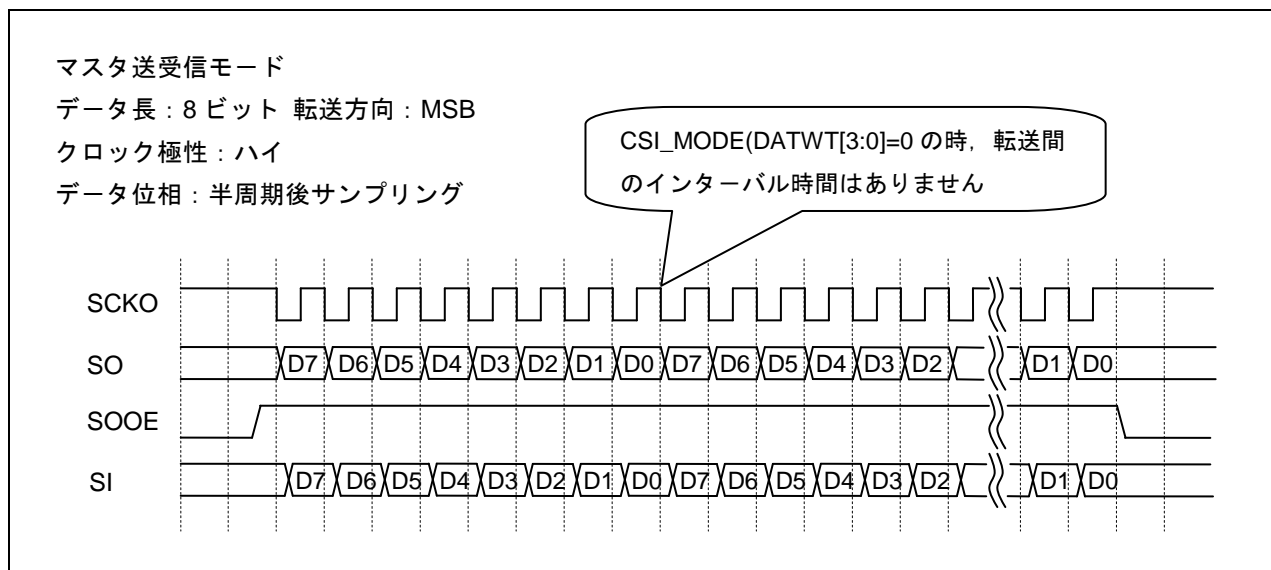 マスタ送受信モード
データ長：8 ビット 転送方向：MSB
クロック極性：ハイ
データ位相：半周期後サンプリング
CSI_MODE(DATWT[3:0]=0 の時，転送間
のインターバル時間はありません
SCKO
SO D7 D6 D5 D4 D3 D2 D1 D0 D7 D6 D5 D4 D3 D2 D1 D0
SOOE
SI D7 D6 D5 D4 D3 D2 D1 D0 D7 D6 D5 D4 D3 D2 D1 D0